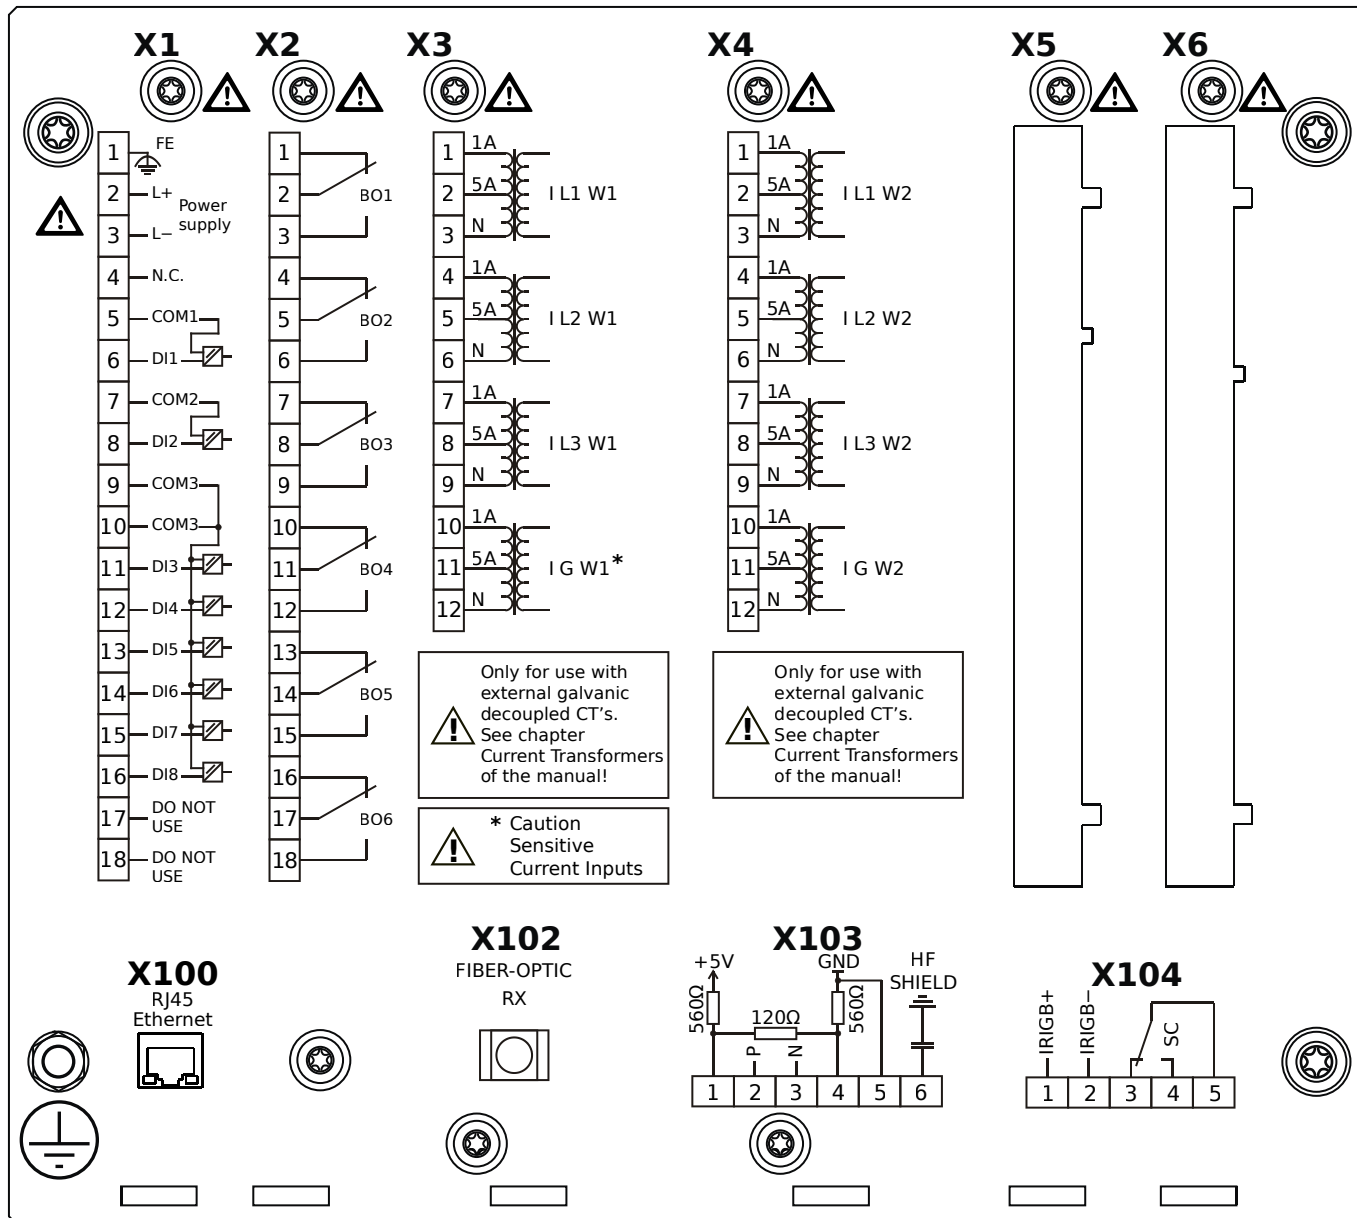 X1
X2
X3
X4
X5
X6
1 FE
2 L+
Power
supply
3 L−
4 N.C.
5 COM1
6 DI1
7 COM2
8 DI2
9 COM3
10 COM3
11 DI3
12 DI4
13 DI5
14 DI6
15 DI7
16 DI8
17 DO NOT
USE
18 DO NOT
USE
1
2 BO1
3
4
5 BO2
6
7
8 BO3
9
10
11 BO4
12
13
14 BO5
15
16
17 BO6
18
1 1A
2 5A I L1 W1
3 N
4 1A
5 5A I L2 W1
6 N
7 1A
8 5A I L3 W1
9 N
10 1A
11 5A I G W1*
12 N
Only for use with
external galvanic
decoupled CT's.
See chapter
Current Transformers
of the manual!
* Caution
Sensitive
Current Inputs
1 1A
2 5A I L1 W2
3 N
4 1A
5 5A I L2 W2
6 N
7 1A
8 5A I L3 W2
9 N
10 1A
11 5A I G W2
12 N
Only for use with
external galvanic
decoupled CT's.
See chapter
Current Transformers
of the manual!
X100
RJ45
Ethernet
X102
FIBER-OPTIC
RX
X103
+5V
GND
HF
SHIELD
560Ω
120Ω
560Ω
P
N
1 2 3 4 5 6
X104
IRIGB+
IRIGB−
SC
1 2 3 4 5